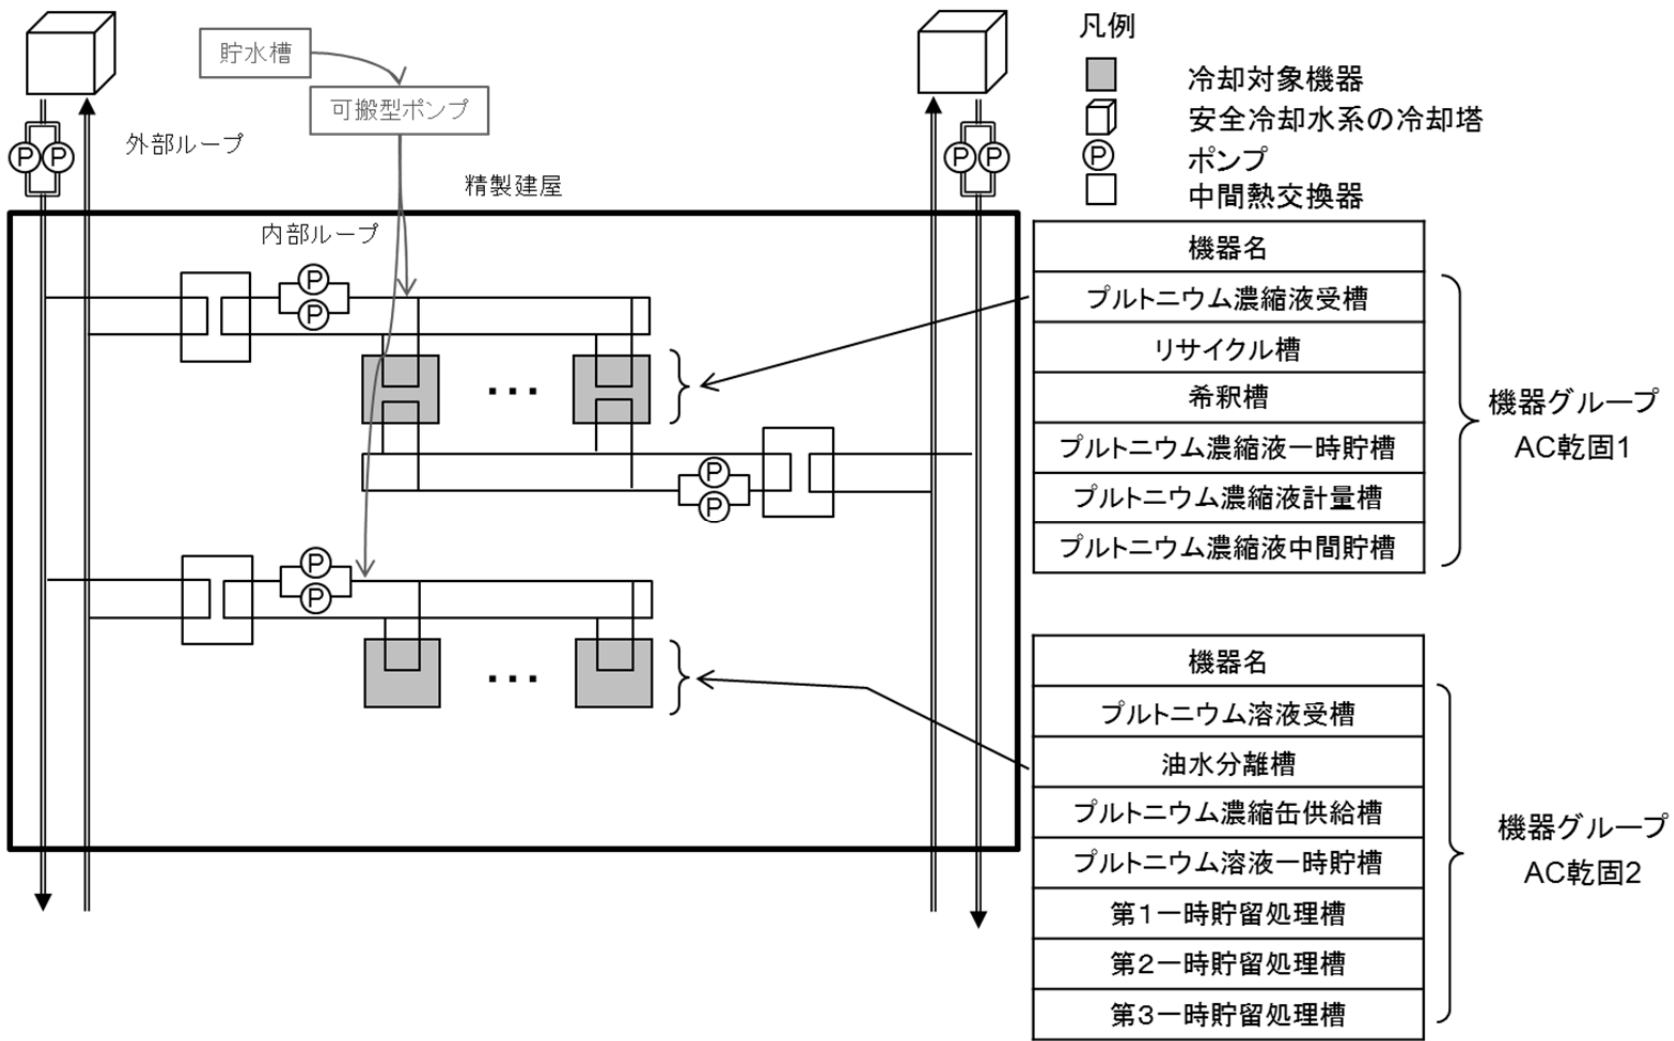 貯水槽
可搬型ポンプ
外部ループ
精製建屋
内部ループ
P P
P P
P
P
P
P
P
P
...
...
凡例
冷却対象機器
安全冷却水系の冷却塔
P ポンプ
中間熱交換器
機器名
プルトニウム濃縮液受槽
リサイクル槽
希釈槽
プルトニウム濃縮液一時貯槽
プルトニウム濃縮液計量槽
プルトニウム濃縮液中間貯槽
機器グループ
AC乾固1
機器名
プルトニウム溶液受槽
油水分離槽
プルトニウム濃縮缶供給槽
プルトニウム溶液一時貯槽
第1一時貯留処理槽
第2一時貯留処理槽
第3一時貯留処理槽
機器グループ
AC乾固2